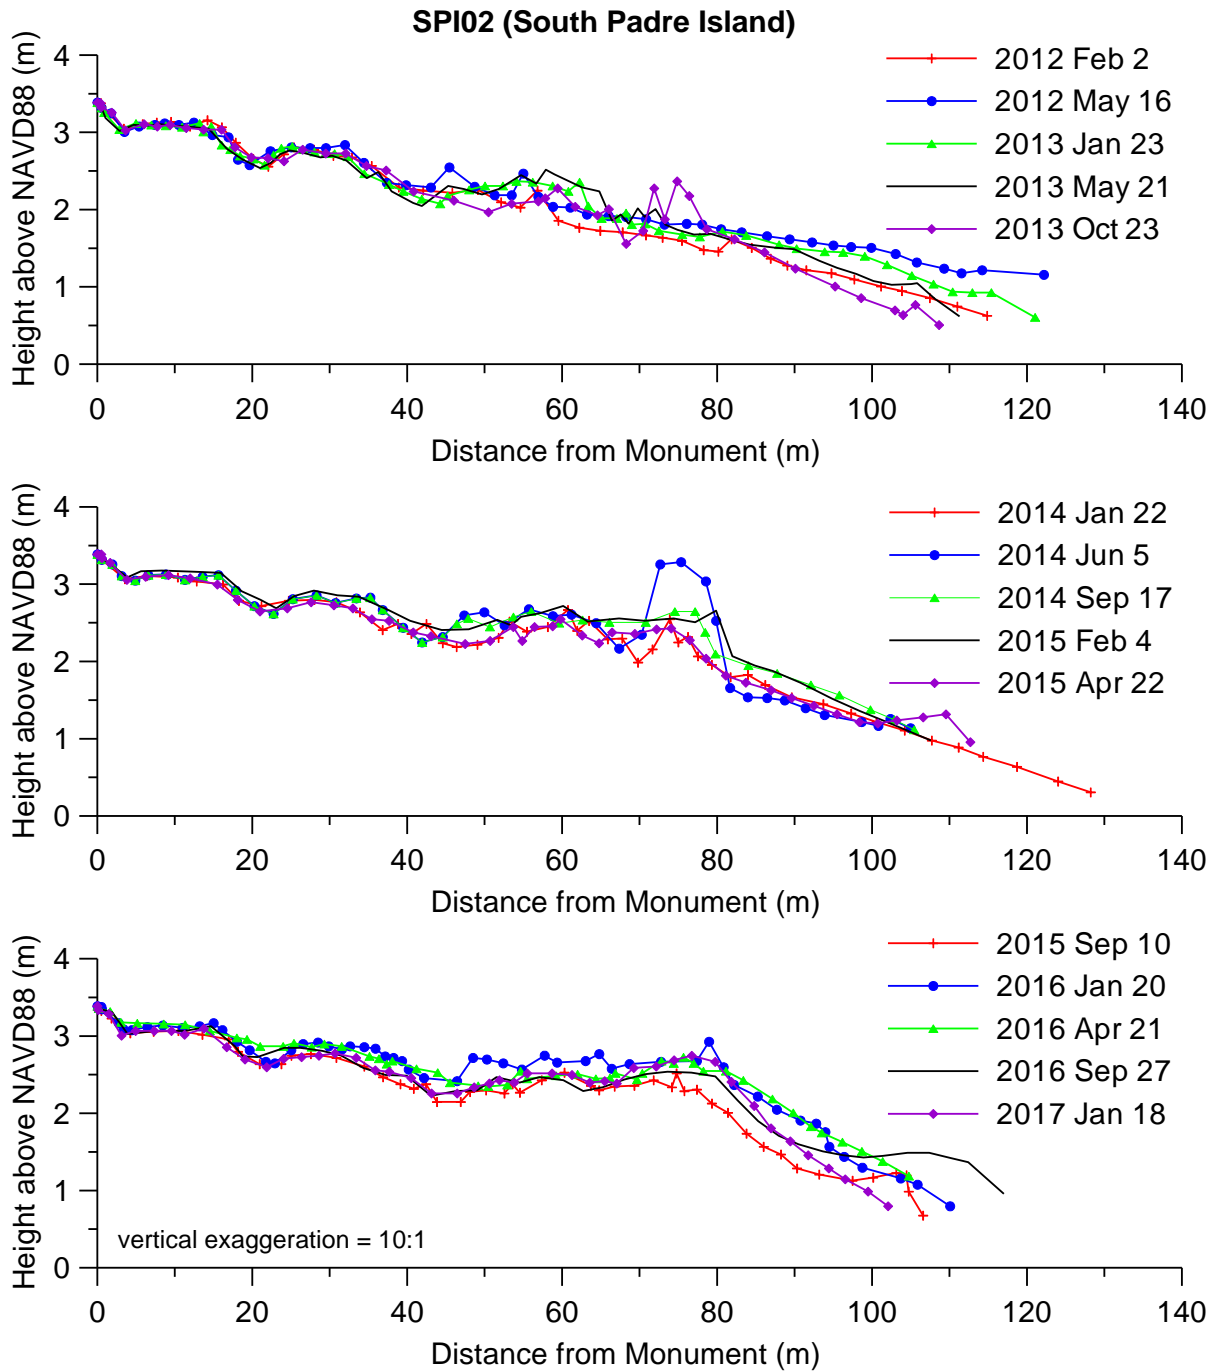 SPI02 (South Padre Island)
Height above NAVD88 (m)
4
3
2
1
0
2012 Feb 2
2012 May 16
2013 Jan 23
2013 May 21
2013 Oct 23
0 20 40 60 80 100 120 140
Distance from Monument (m)
Height above NAVD88 (m)
4
3
2
1
0
2014 Jan 22
2014 Jun 5
2014 Sep 17
2015 Feb 4
2015 Apr 22
0 20 40 60 80 100 120 140
Distance from Monument (m)
Height above NAVD88 (m)
4
3
2
1
0
2015 Sep 10
2016 Jan 20
2016 Apr 21
2016 Sep 27
2017 Jan 18
vertical exaggeration = 10:1
0 20 40 60 80 100 120 140
Distance from Monument (m)